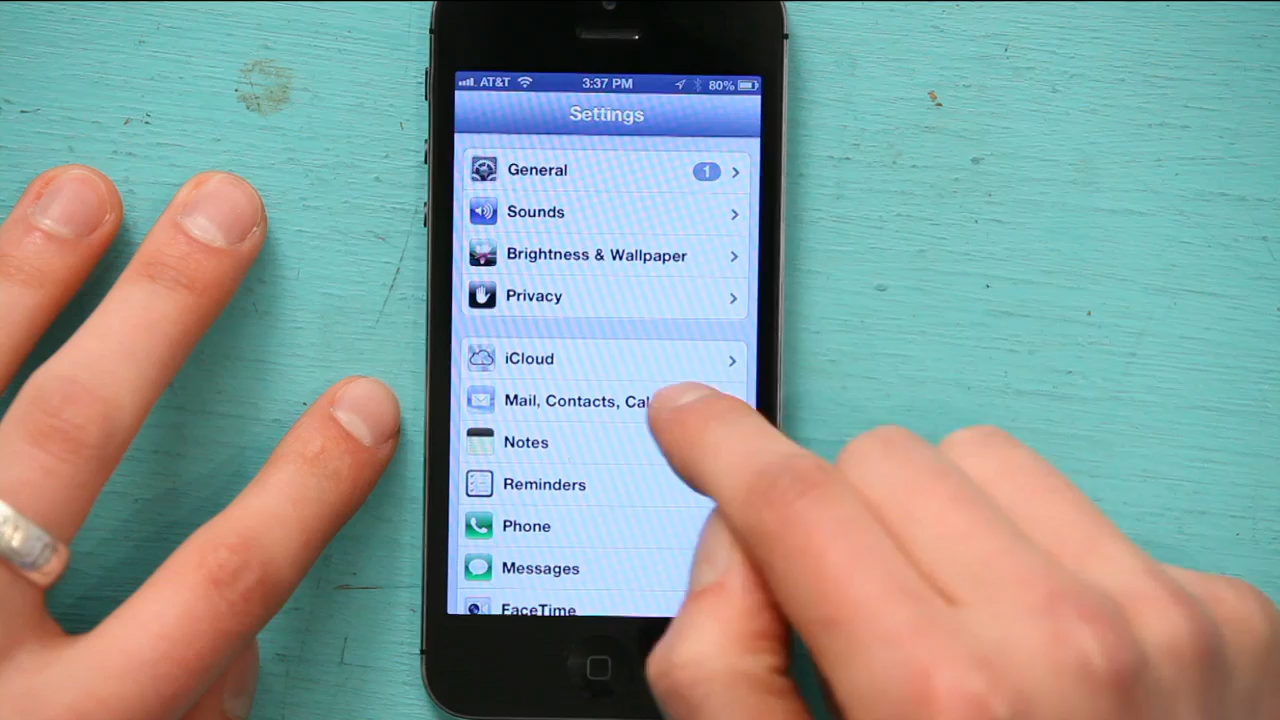 AT&T 3:37 PM 80%
Settings
General 1
Sounds
Brightness & Wallpaper
Privacy
iCloud
Mail, Contacts, Cal
Notes
Reminders
Phone
Messages
FaceTime